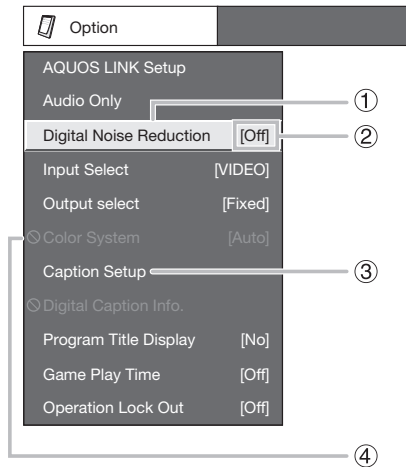 Option
AQUOS LINK Setup
Audio Only
①
Digital Noise Reduction [Off] ②
Input Select [VIDEO]
Output select [Fixed]
Color System [Auto]
Caption Setup ③
Digital Caption Info.
Program Title Display [No]
Game Play Time [Off]
Operation Lock Out [Off]
④